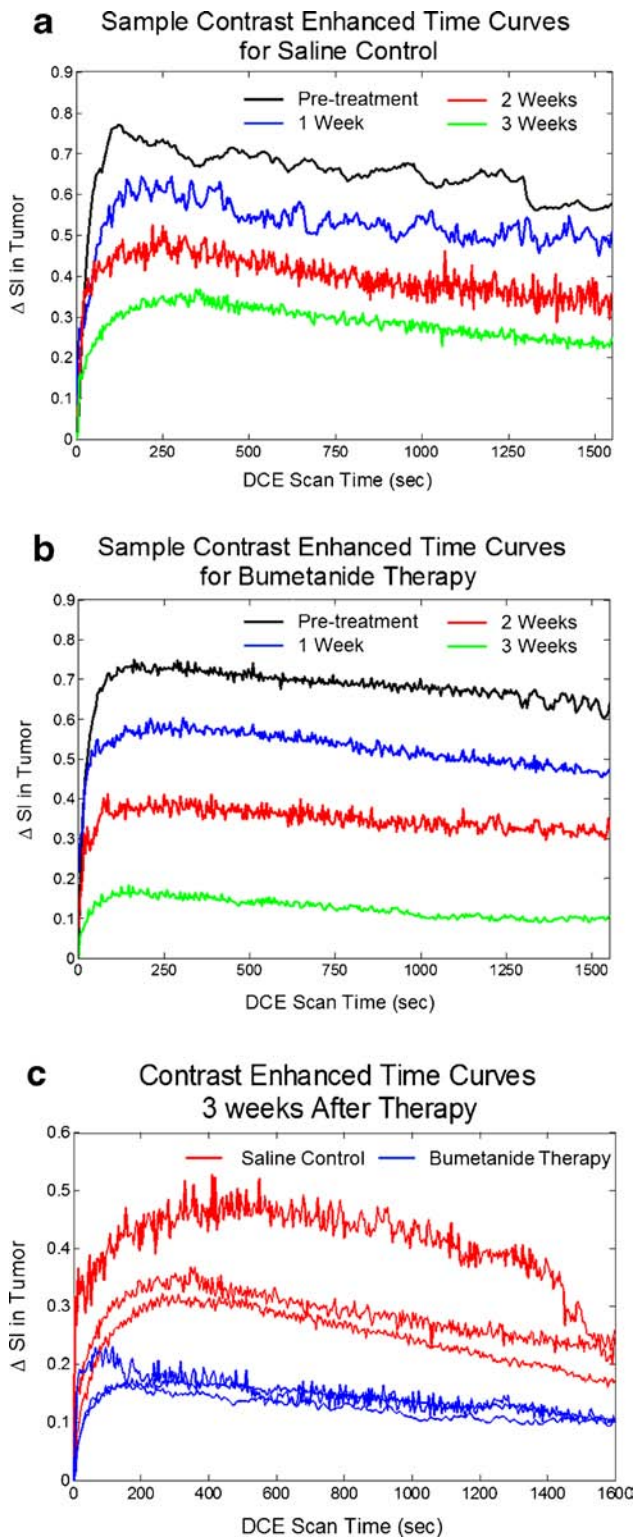 a
Sample Contrast Enhanced Time Curves
for Saline Control
0.9
0.8
0.7
0.6
0.5
0.4
0.3
0.2
0.1
0
Δ SI in Tumor
Pre-treatment
2 Weeks
1 Week
3 Weeks
0 250 500 750 1000 1250 1500
DCE Scan Time (sec)
b
Sample Contrast Enhanced Time Curves
for Bumetanide Therapy
0.9
0.8
0.7
0.6
0.5
0.4
0.3
0.2
0.1
0
Δ SI in Tumor
Pre-treatment
2 Weeks
1 Week
3 Weeks
0 250 500 750 1000 1250 1500
DCE Scan Time (sec)
c
Contrast Enhanced Time Curves
3 weeks After Therapy
0.6
0.5
0.4
0.3
0.2
0.1
0
Δ SI in Tumor
Saline Control
Bumetanide Therapy
0 200 400 600 800 1000 1200 1400 1600
DCE Scan Time (sec)